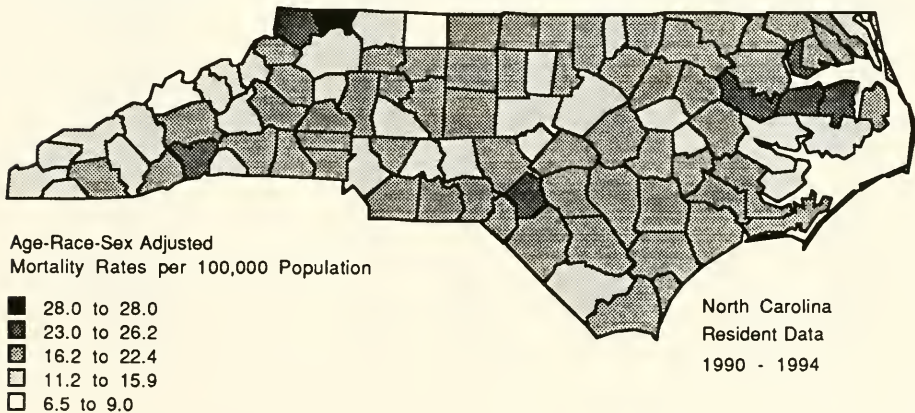 Age-Race-Sex Adjusted
Mortality Rates per 100,000 Population
28.0 to 28.0
23.0 to 26.2
16.2 to 22.4
11.2 to 15.9
6.5 to 9.0
North Carolina
Resident Data
1990 - 1994